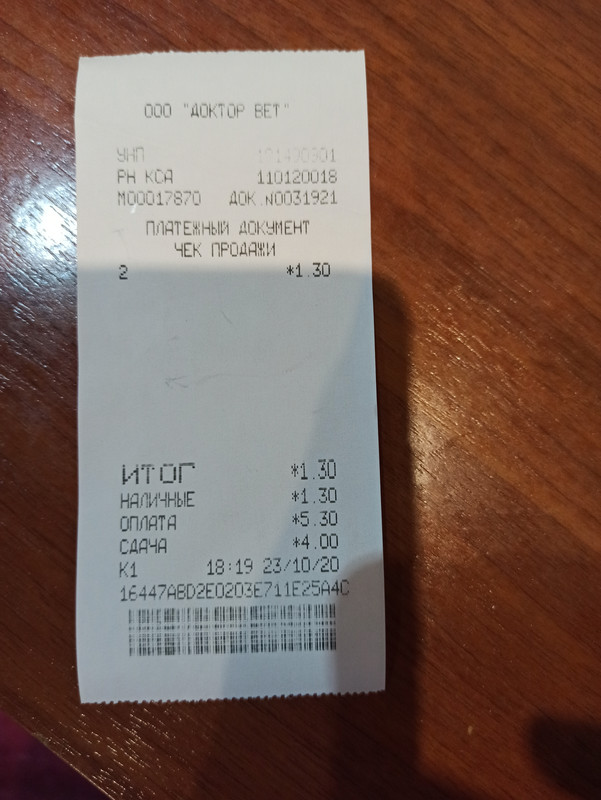 ООО "ДОКТОР ВЕТ"
УНП
РН КСА 110120018
М00017870 ДОК.N0031921
ПЛАТЕЖНЫЙ ДОКУМЕНТ
ЧЕК ПРОДАЖИ
2 *1.30
ИТОГ *1.30
НАЛИЧНЫЕ *1.30
ОПЛАТА *5.30
СДАЧА *4.00
К1 18:19 23/10/20
16447ABD2E0203E711E25A4C